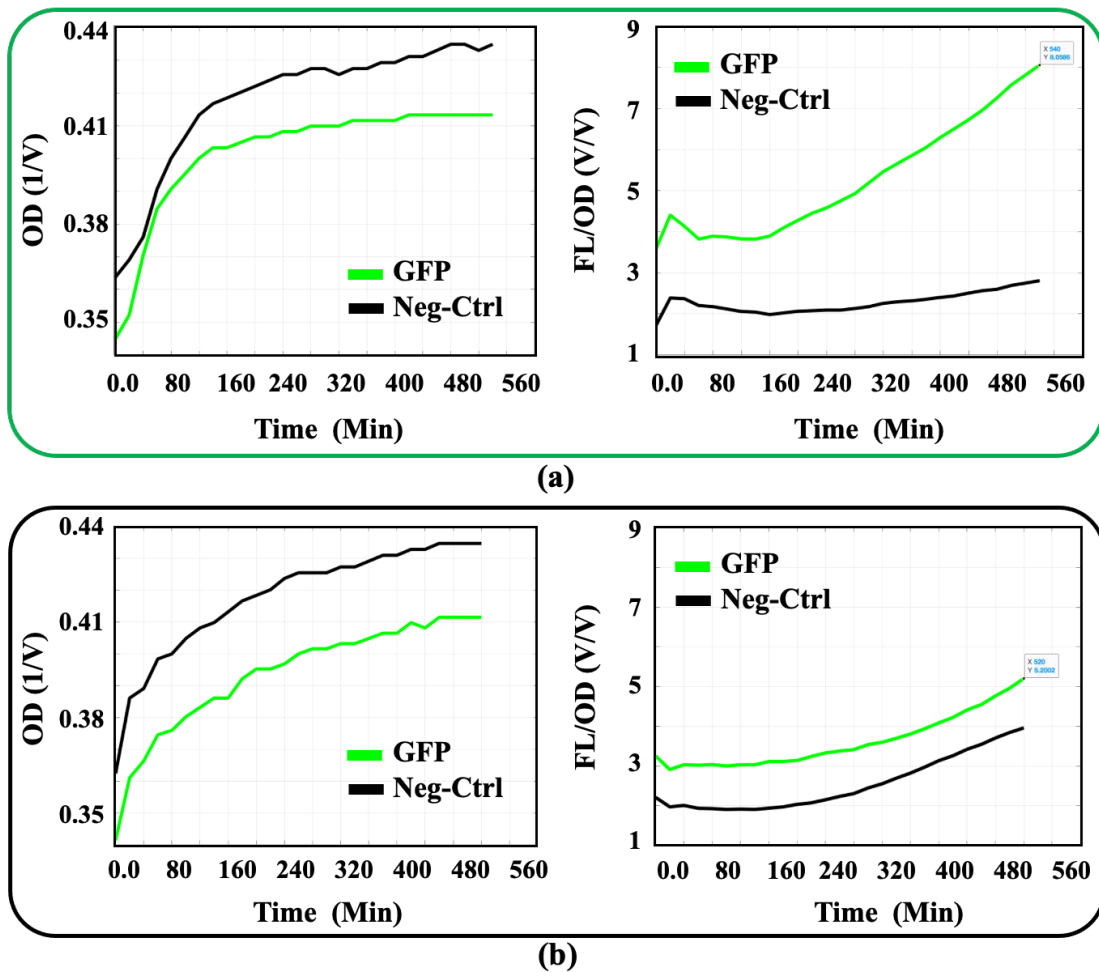 0.44
0.41
0.38
0.35
OD (1/V)
GFP
Neg-Ctrl
0.0 80 160 240 320 400 480 560
Time (Min)
9
7
5
3
1
FL/OD (V/V)
GFP
Neg-Ctrl
X 540
Y 8.0586
0.0 80 160 240 320 400 480 560
Time (Min)
(a)
0.44
0.41
0.38
0.35
OD (1/V)
GFP
Neg-Ctrl
0.0 80 160 240 320 400 480 560
Time (Min)
9
7
5
3
1
FL/OD (V/V)
GFP
Neg-Ctrl
X 520
Y 5.2002
0.0 80 160 240 320 400 480 560
Time (Min)
(b)